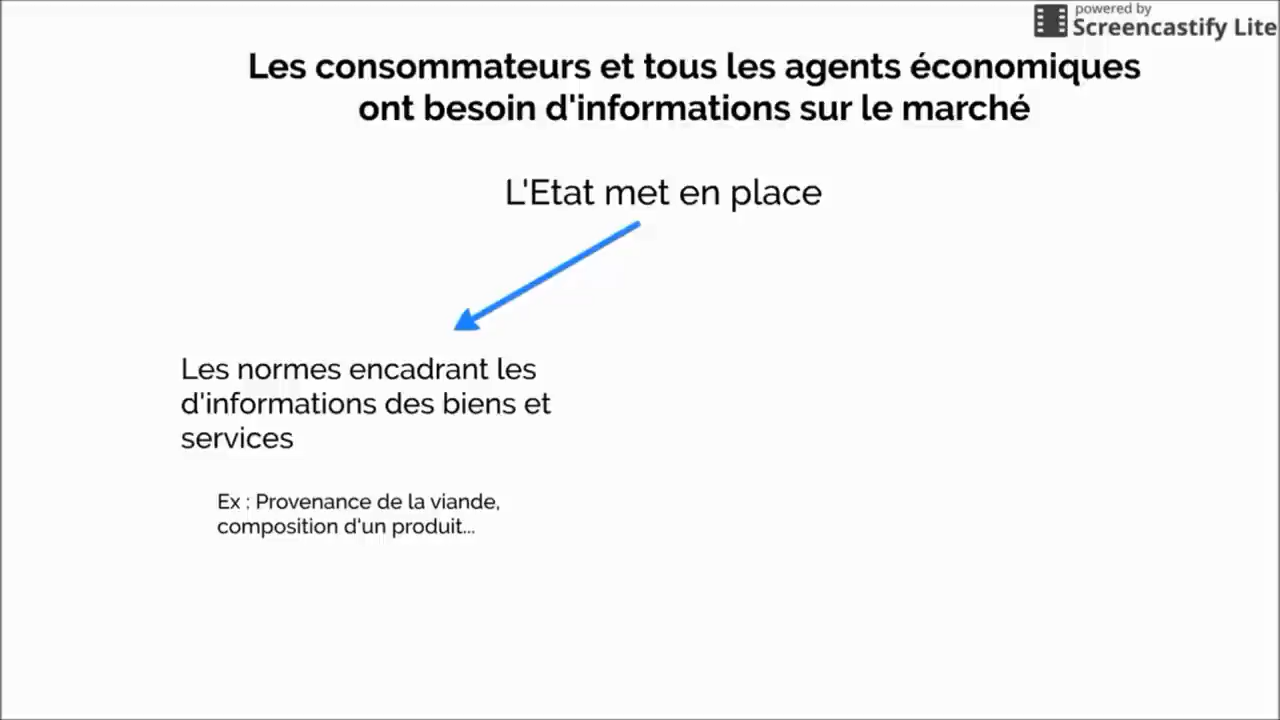 powered by
Screencastify Lite
Les consommateurs et tous les agents économiques
ont besoin d'informations sur le marché
L'Etat met en place
Les normes encadrant les
d'informations des biens et
services
Ex : Provenance de la viande,
composition d'un produit...